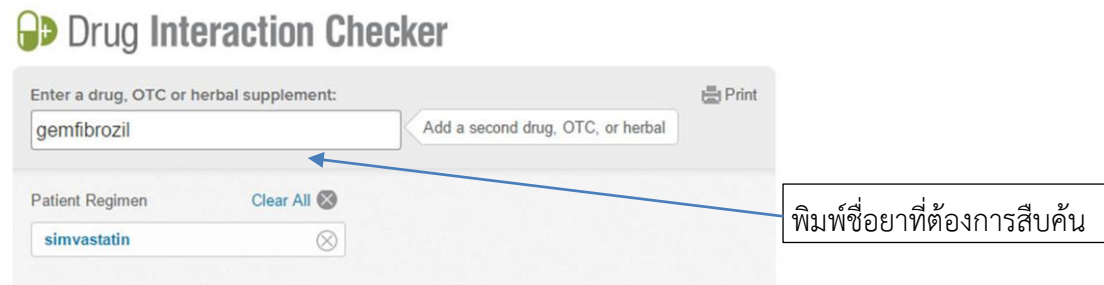 Drug Interaction Checker
Enter a drug, OTC or herbal supplement:
Print
gemfibrozil
Add a second drug, OTC, or herbal
Patient Regimen
Clear All
simvastatin
พิมพ์ชื่อยาที่ต้องการสืบค้น